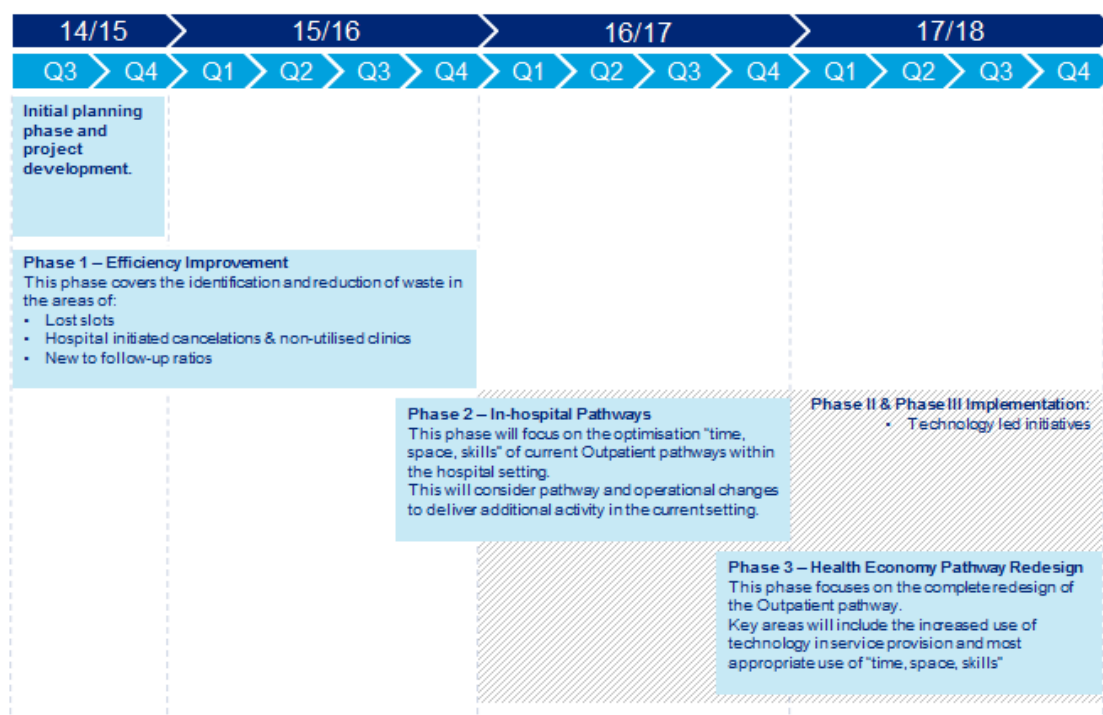 14/15 15/16 16/17 17/18
Q3 Q4 Q1 Q2 Q3 Q4 Q1 Q2 Q3 Q4 Q1 Q2 Q3 Q4
Initial planning
phase and
project
development.
Phase 1 – Efficiency Improvement
This phase covers the identification and reduction of waste in
the areas of:
• Lost slots
• Hospital initiated cancelations & non-utilised clinics
• New to follow-up ratios
Phase 2 – In-hospital Pathways
This phase will focus on the optimisation "time,
space, skills" of current Outpatient pathways within
the hospital setting.
This will consider pathway and operational changes
to deliver additional activity in the current setting.
Phase II & Phase III Implementation:
• Technology led initiatives
Phase 3 – Health Economy Pathway Redesign
This phase focuses on the complete redesign of
the Outpatient pathway.
Key areas will include the increased use of
technology in service provision and most
appropriate use of "time, space, skills"